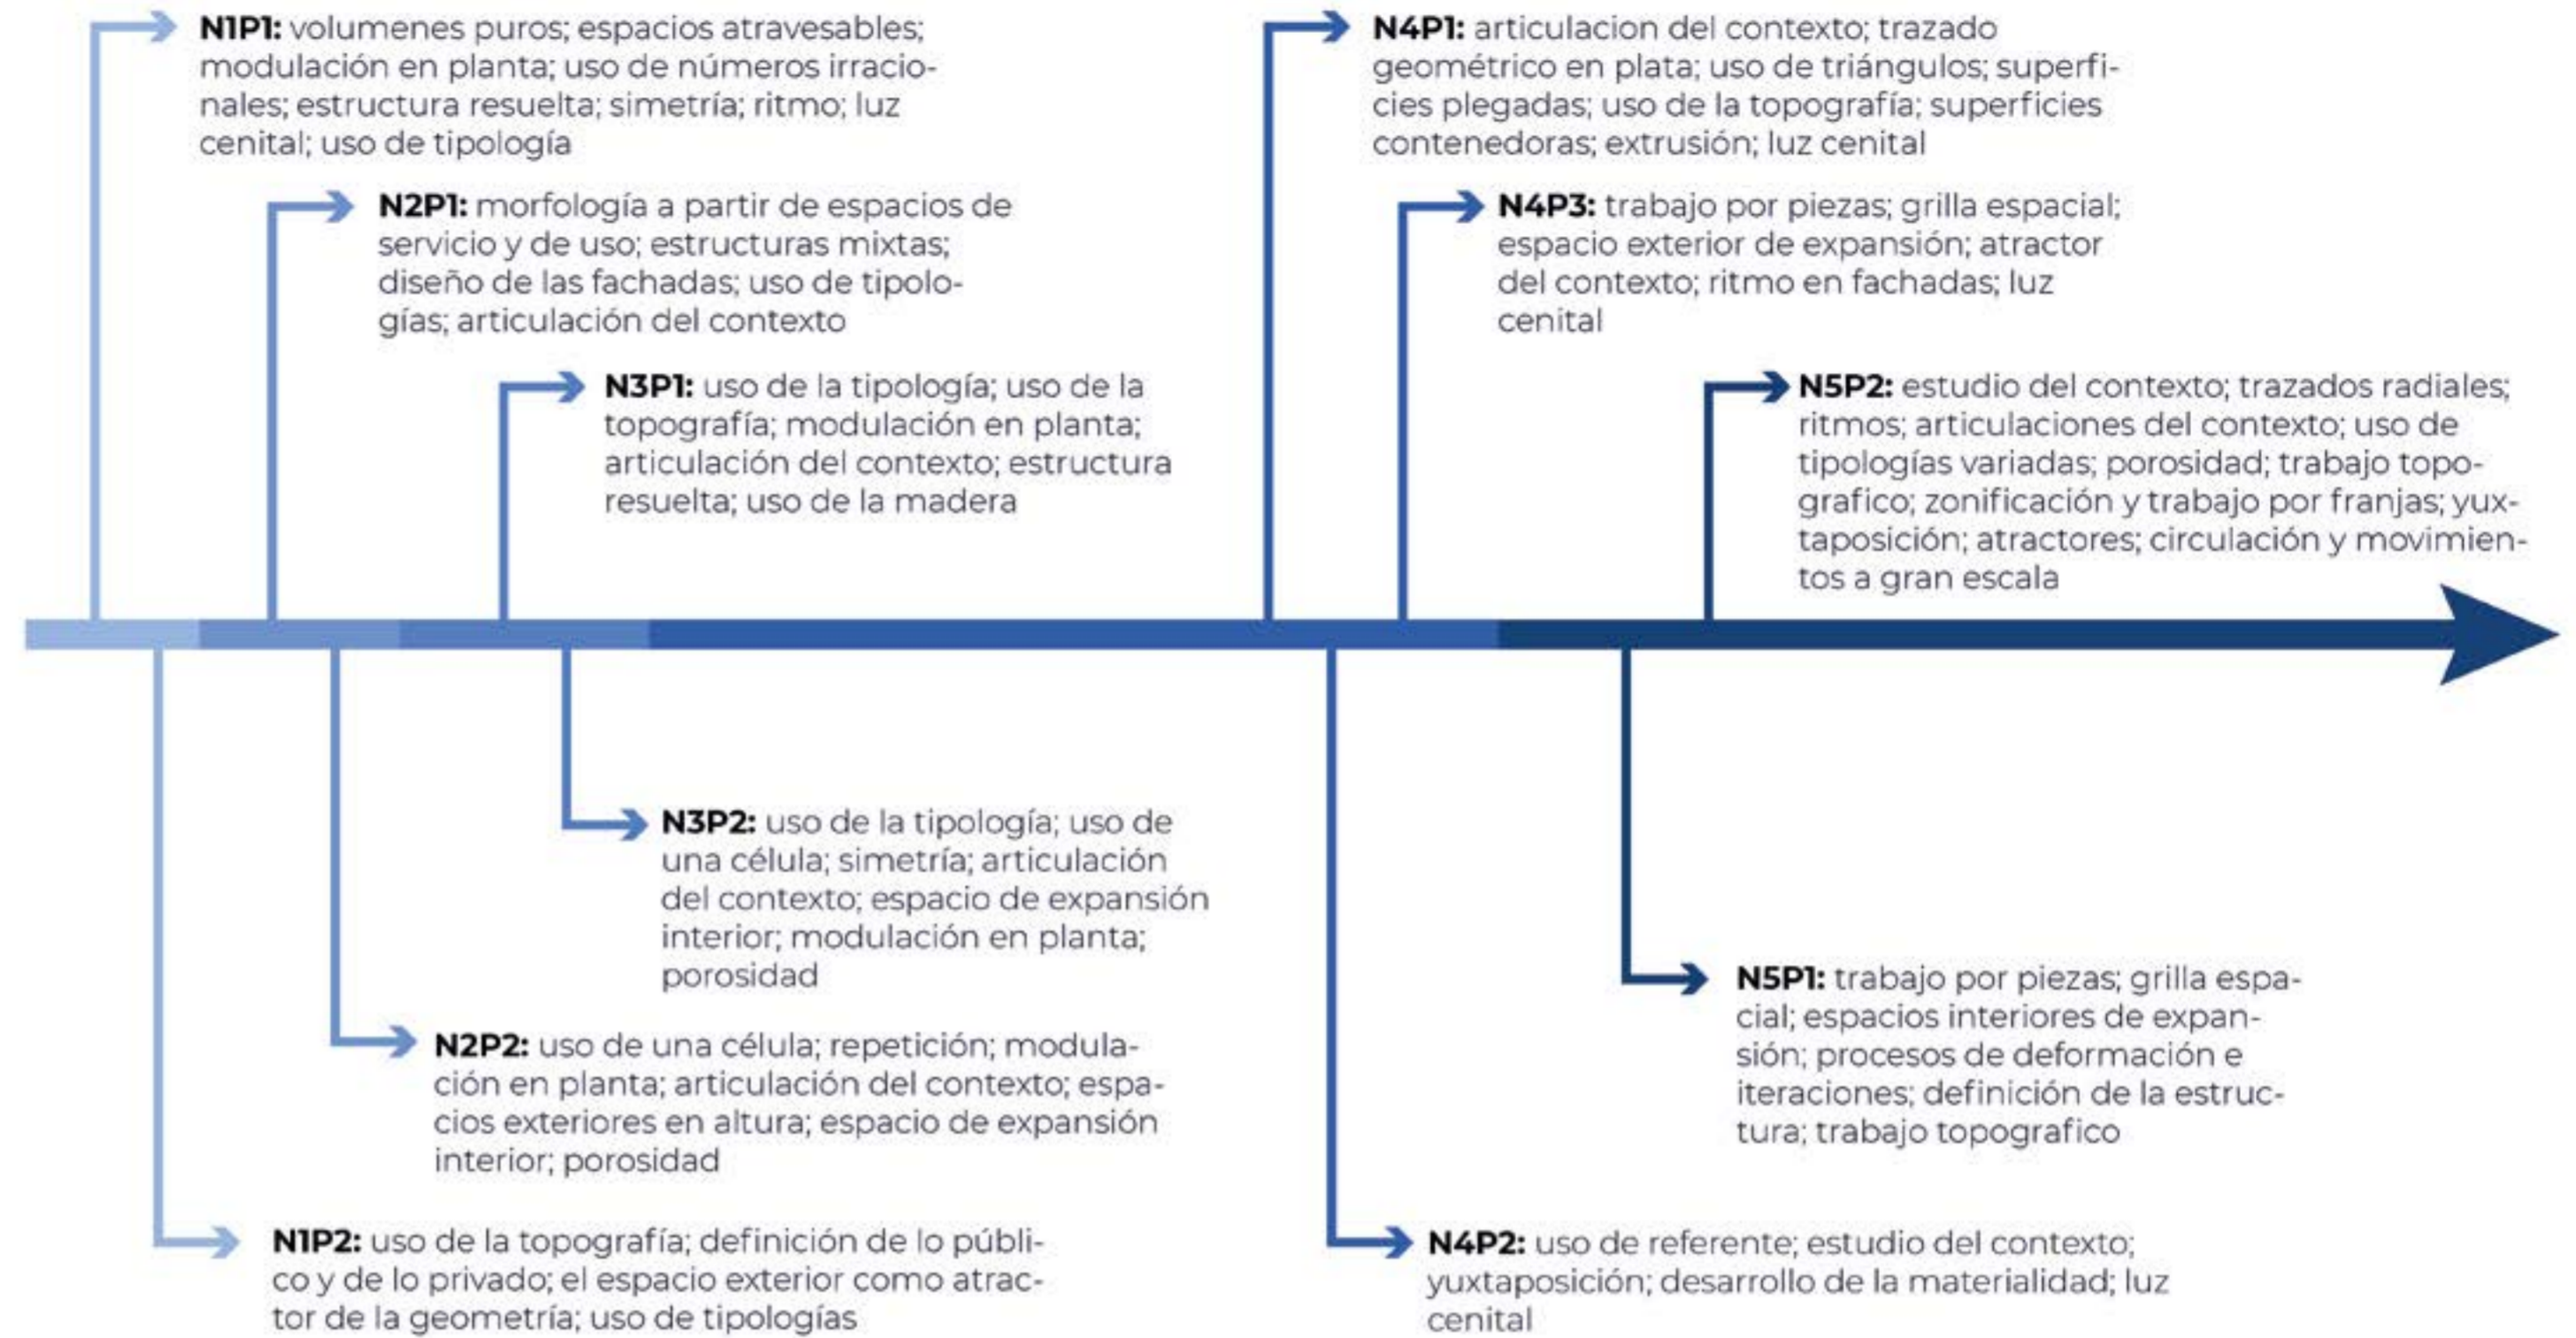 N1P1: volumenes puros; espacios atravesables;
modulación en planta; uso de números irracio-
nales; estructura resuelta; simetría; ritmo; luz
cenital; uso de tipología
N2P1: morfología a partir de espacios de
servicio y de uso; estructuras mixtas;
diseño de las fachadas; uso de tipolo-
gías; articulación del contexto
N3P1: uso de la tipología; uso de la
topografía; modulación en planta;
articulación del contexto; estructura
resuelta; uso de la madera
N4P1: articulacion del contexto; trazado
geométrico en plata; uso de triángulos; superfi-
cies plegadas; uso de la topografía; superficies
contenedoras; extrusión; luz cenital
N4P3: trabajo por piezas; grilla espacial;
espacio exterior de expansión; atractor
del contexto; ritmo en fachadas; luz
cenital
N5P2: estudio del contexto; trazados radiales;
ritmos; articulaciones del contexto; uso de
tipologías variadas; porosidad; trabajo topo-
grafico; zonificación y trabajo por franjas; yux-
taposición; atractores; circulación y movimien-
tos a gran escala
N3P2: uso de la tipología; uso de
una célula; simetría; articulación
del contexto; espacio de expansión
interior; modulación en planta;
porosidad
N2P2: uso de una célula; repetición; modula-
ción en planta; articulación del contexto; espa-
cios exteriores en altura; espacio de expansión
interior; porosidad
N1P2: uso de la topografía; definición de lo públi-
co y de lo privado; el espacio exterior como atrac-
tor de la geometría; uso de tipologías
N5P1: trabajo por piezas; grilla espa-
cial; espacios interiores de expan-
sión; procesos de deformación e
iteraciones; definición de la estruc-
tura; trabajo topografico
N4P2: uso de referente; estudio del contexto;
yuxtaposición; desarrollo de la materialidad; luz
cenital